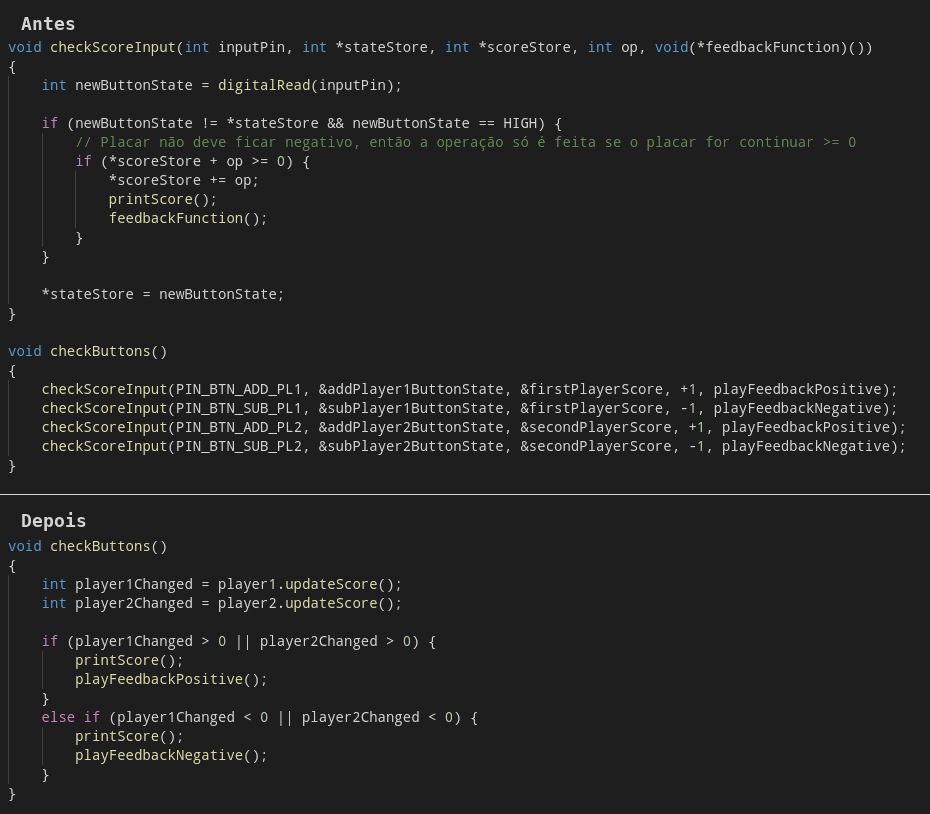 Antes
void checkScoreInput(int inputPin, int *stateStore, int *scoreStore, int op, void(*feedbackFunction)())
{
    int newButtonState = digitalRead(inputPin);

    if (newButtonState != *stateStore && newButtonState == HIGH) {
        // Placar não deve ficar negativo, então a operação só é feita se o placar for continuar >= 0
        if (*scoreStore + op >= 0) {
            *scoreStore += op;
            printScore();
            feedbackFunction();
        }
    }

    *stateStore = newButtonState;
}

void checkButtons()
{
    checkScoreInput(PIN_BTN_ADD_PL1, &addPlayer1ButtonState, &firstPlayerScore, +1, playFeedbackPositive);
    checkScoreInput(PIN_BTN_SUB_PL1, &subPlayer1ButtonState, &firstPlayerScore, -1, playFeedbackNegative);
    checkScoreInput(PIN_BTN_ADD_PL2, &addPlayer2ButtonState, &secondPlayerScore, +1, playFeedbackPositive);
    checkScoreInput(PIN_BTN_SUB_PL2, &subPlayer2ButtonState, &secondPlayerScore, -1, playFeedbackNegative);
}

Depois
void checkButtons()
{
    int player1Changed = player1.updateScore();
    int player2Changed = player2.updateScore();

    if (player1Changed > 0 || player2Changed > 0) {
        printScore();
        playFeedbackPositive();
    }
    else if (player1Changed < 0 || player2Changed < 0) {
        printScore();
        playFeedbackNegative();
    }
}